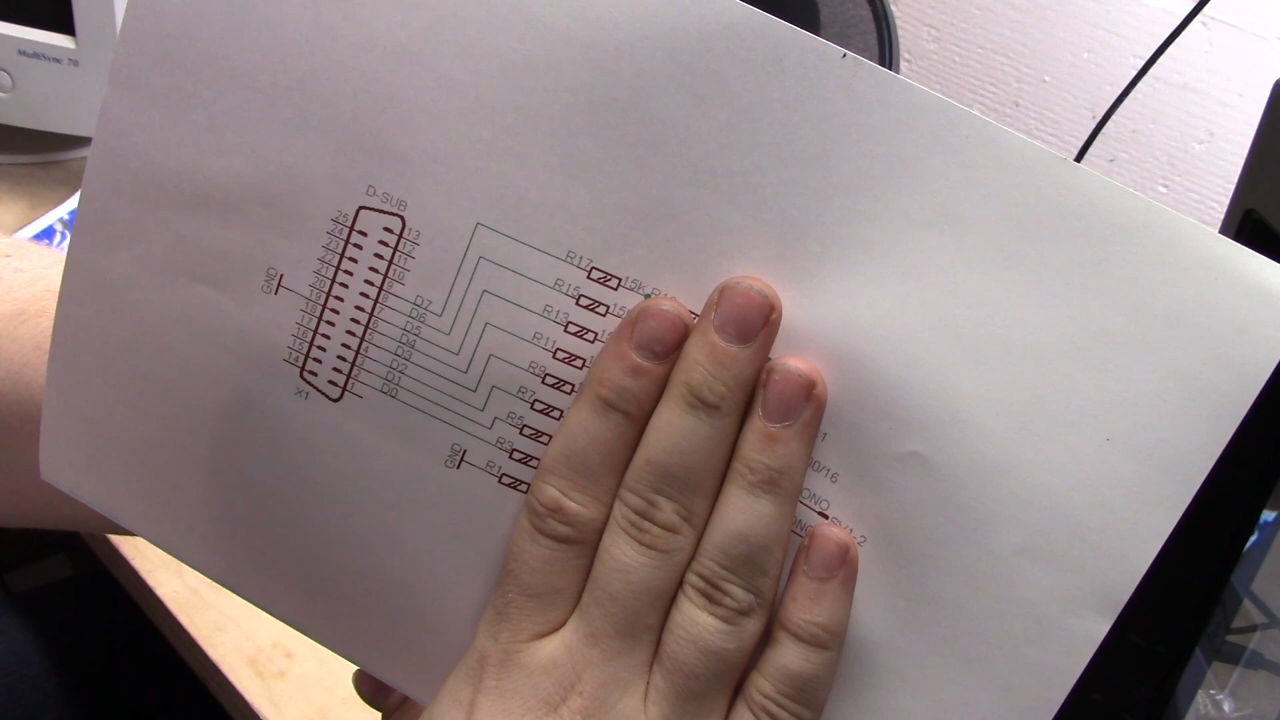 MultiSync 70
D-SUB
25
24
23
22
21
20
19
18
17
16
15
14
13
12
11
10
9
8
7
6
5
4
3
2
1
X1
GND
D7
D6
D5
D4
D3
D2
D1
D0
R17
15K
R15
R13
R11
R9
R7
R5
R3
R1
GND
SV1-2